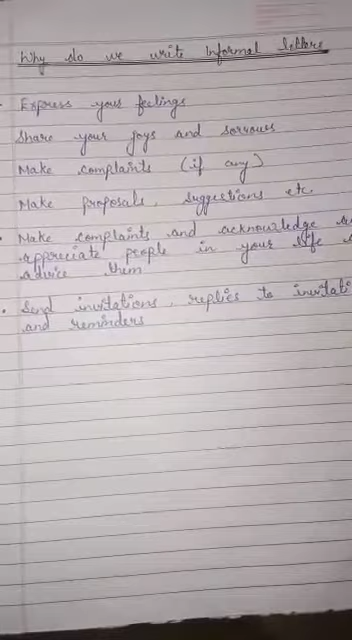 Why do we write informal letters
• Express your feelings
Share your joys and sorrows
Make complaints (if any)
Make proposals, suggestions etc.
• Make complaints and acknowledge
appreciate people in your life
advice them
• Send invitations, replies to invitati
and reminders